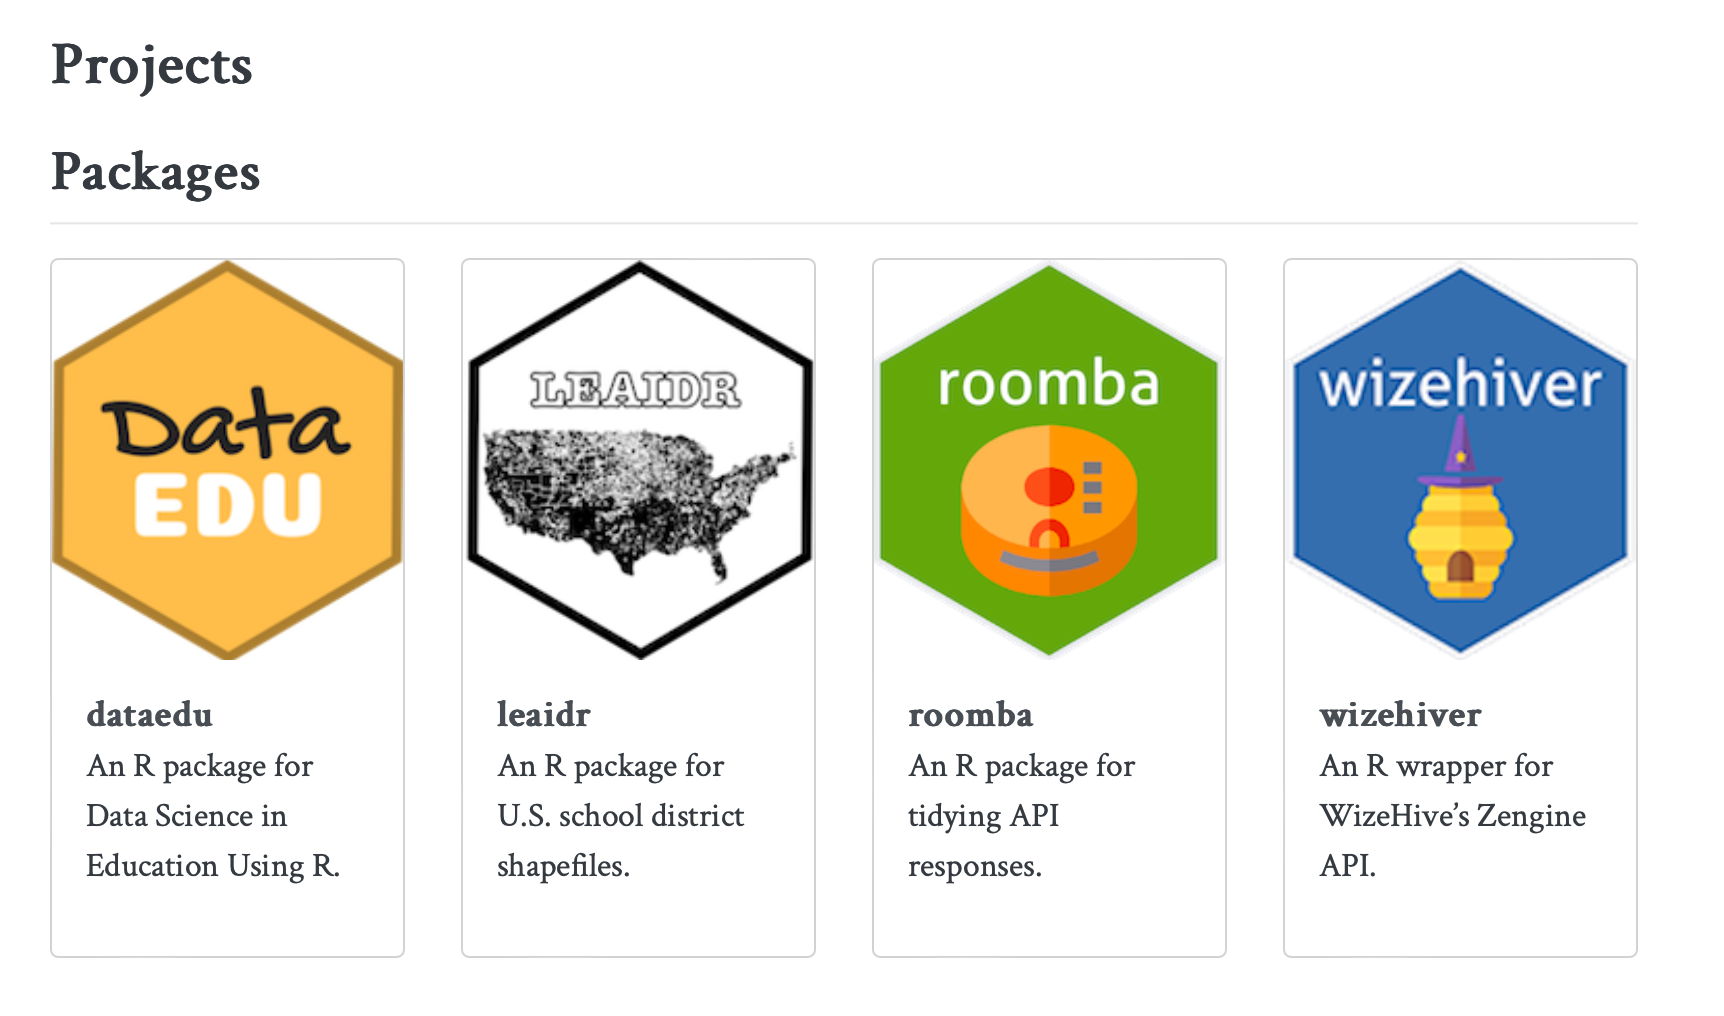 Projects
Packages
Data
EDU
LEAIDR
roomba
wizehiver
dataedu
An R package for
Data Science in
Education Using R.
leaidr
An R package for
U.S. school district
shapefiles.
roomba
An R package for
tidying API
responses.
wizehiver
An R wrapper for
WizeHive’s Zengine
API.